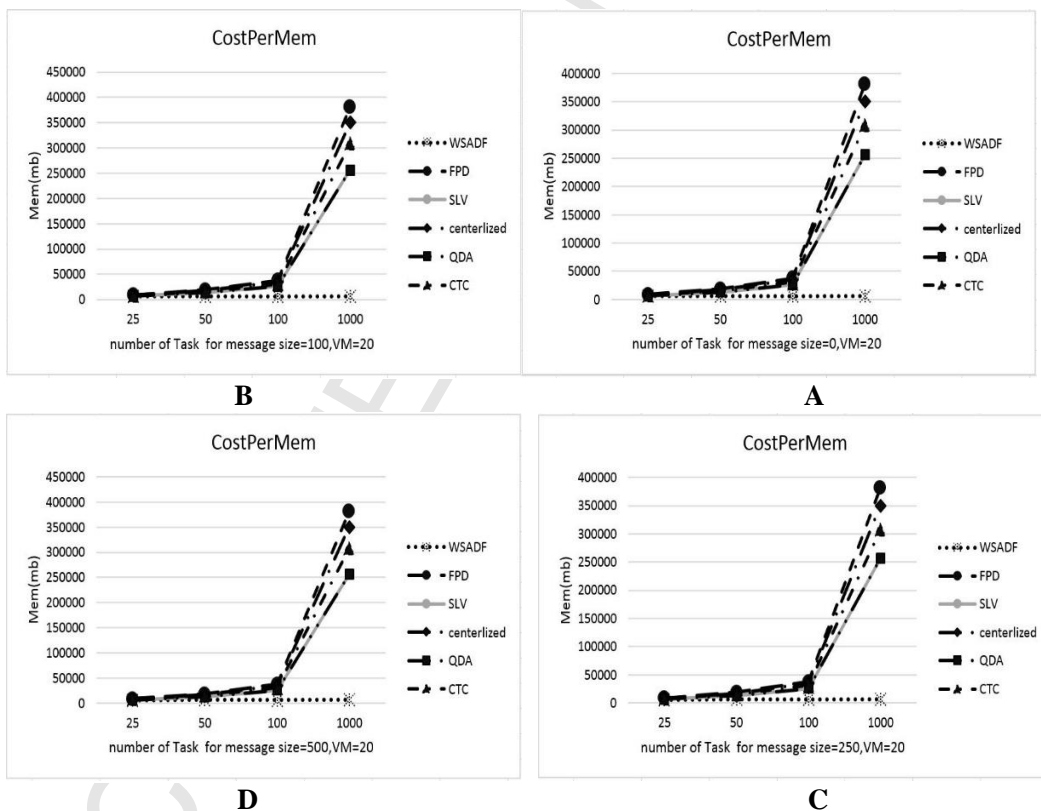 CostPerMem
450000
400000
350000
300000
250000
200000
150000
100000
50000
0
Mem(mb)
25 50 100 1000
number of Task for message size=100,VM=20
WSADF
FPD
SLV
centerlized
QDA
CTC
B
CostPerMem
400000
350000
300000
250000
200000
150000
100000
50000
0
Mem(mb)
25 50 100 1000
number of Task for message size=0,VM=20
WSADF
FPD
SLV
centerlized
QDA
CTC
A
CostPerMem
450000
400000
350000
300000
250000
200000
150000
100000
50000
0
Mem(mb)
25 50 100 1000
number of Task for message size=500,VM=20
WSADF
FPD
SLV
centerlized
QDA
CTC
D
CostPerMem
400000
350000
300000
250000
200000
150000
100000
50000
0
Mem(mb)
25 50 100 1000
number of Task for message size=250,VM=20
WSADF
FPD
SLV
centerlized
QDA
CTC
C